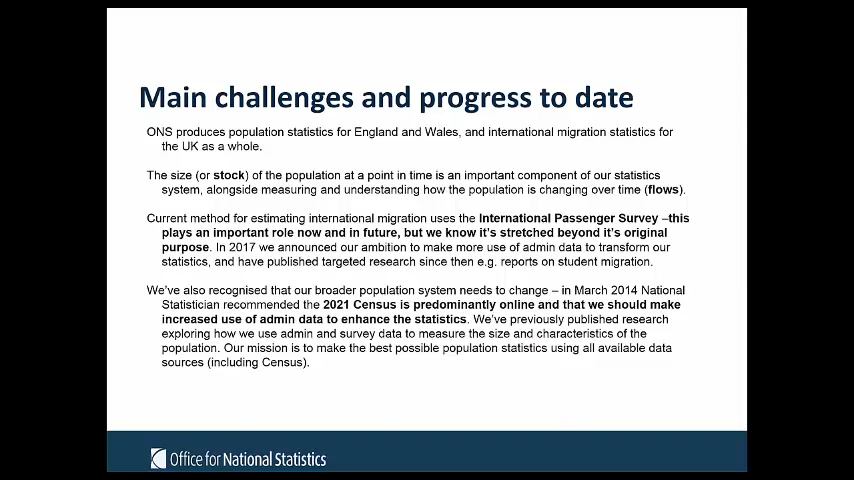 Main challenges and progress to date
ONS produces population statistics for England and Wales, and international migration statistics for
the UK as a whole.
The size (or stock) of the population at a point in time is an important component of our statistics
system, alongside measuring and understanding how the population is changing over time (flows).
Current method for estimating international migration uses the International Passenger Survey –this
plays an important role now and in future, but we know it's stretched beyond it's original
purpose. In 2017 we announced our ambition to make more use of admin data to transform our
statistics, and have published targeted research since then e.g. reports on student migration.
We've also recognised that our broader population system needs to change – in March 2014 National
Statistician recommended the 2021 Census is predominantly online and that we should make
increased use of admin data to enhance the statistics. We've previously published research
exploring how we use admin and survey data to measure the size and characteristics of the
population. Our mission is to make the best possible population statistics using all available data
sources (including Census).
Office for National Statistics